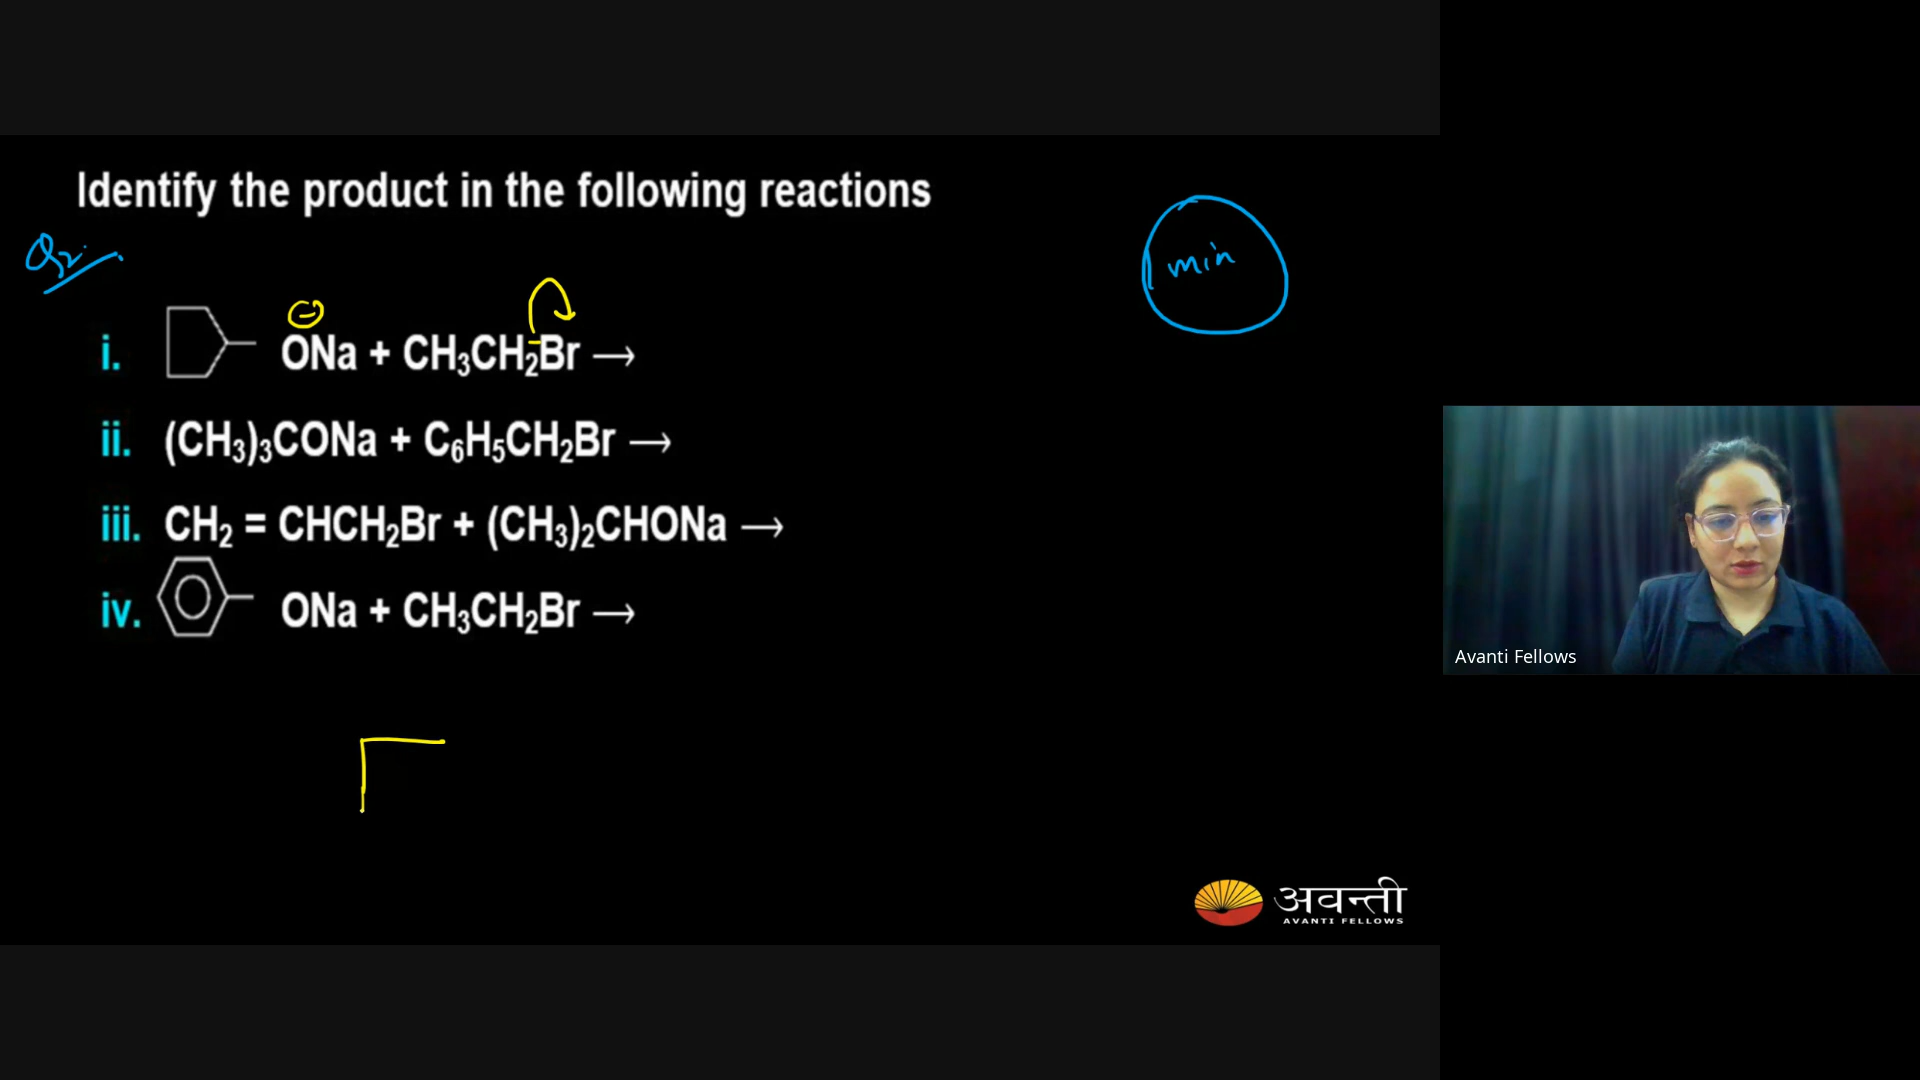 Identify the product in the following reactions
Q2.
min
i. ONa + CH₃CH₂Br →
ii. (CH₃)₃CONa + C₆H₅CH₂Br →
iii. CH₂ = CHCH₂Br + (CH₃)₂CHONa →
iv. ONa + CH₃CH₂Br →
Avanti Fellows
अवन्ती
AVANTI FELLOWS